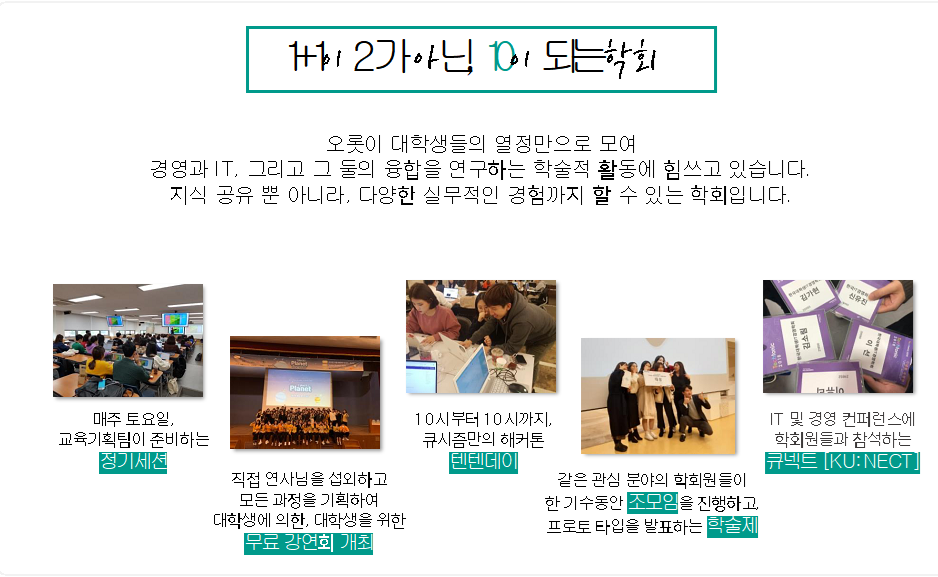 1+1이 2가 아닌, 10이 되는 학회
오롯이 대학생들의 열정만으로 모여
경영과 IT, 그리고 그 둘의 융합을 연구하는 학술적 활동에 힘쓰고 있습니다.
지식 공유 뿐 아니라, 다양한 실무적인 경험까지 할 수 있는 학회입니다.
매주 토요일,
교육기획팀이 준비하는
정기세션
Planet
직접 연사님을 섭외하고
모든 과정을 기획하여
대학생에 의한, 대학생을 위한
무료 강연회 개최
10시부터 10시까지,
큐시즘만의 해커톤
텐텐데이
같은 관심 분야의 학회원들이
한 기수동안 조모임을 진행하고,
프로토 타입을 발표하는 학술제
김가현
신유진
이 선
IT 및 경영 컨퍼런스에
학회원들과 참석하는
큐넥트 [KU:NECT]